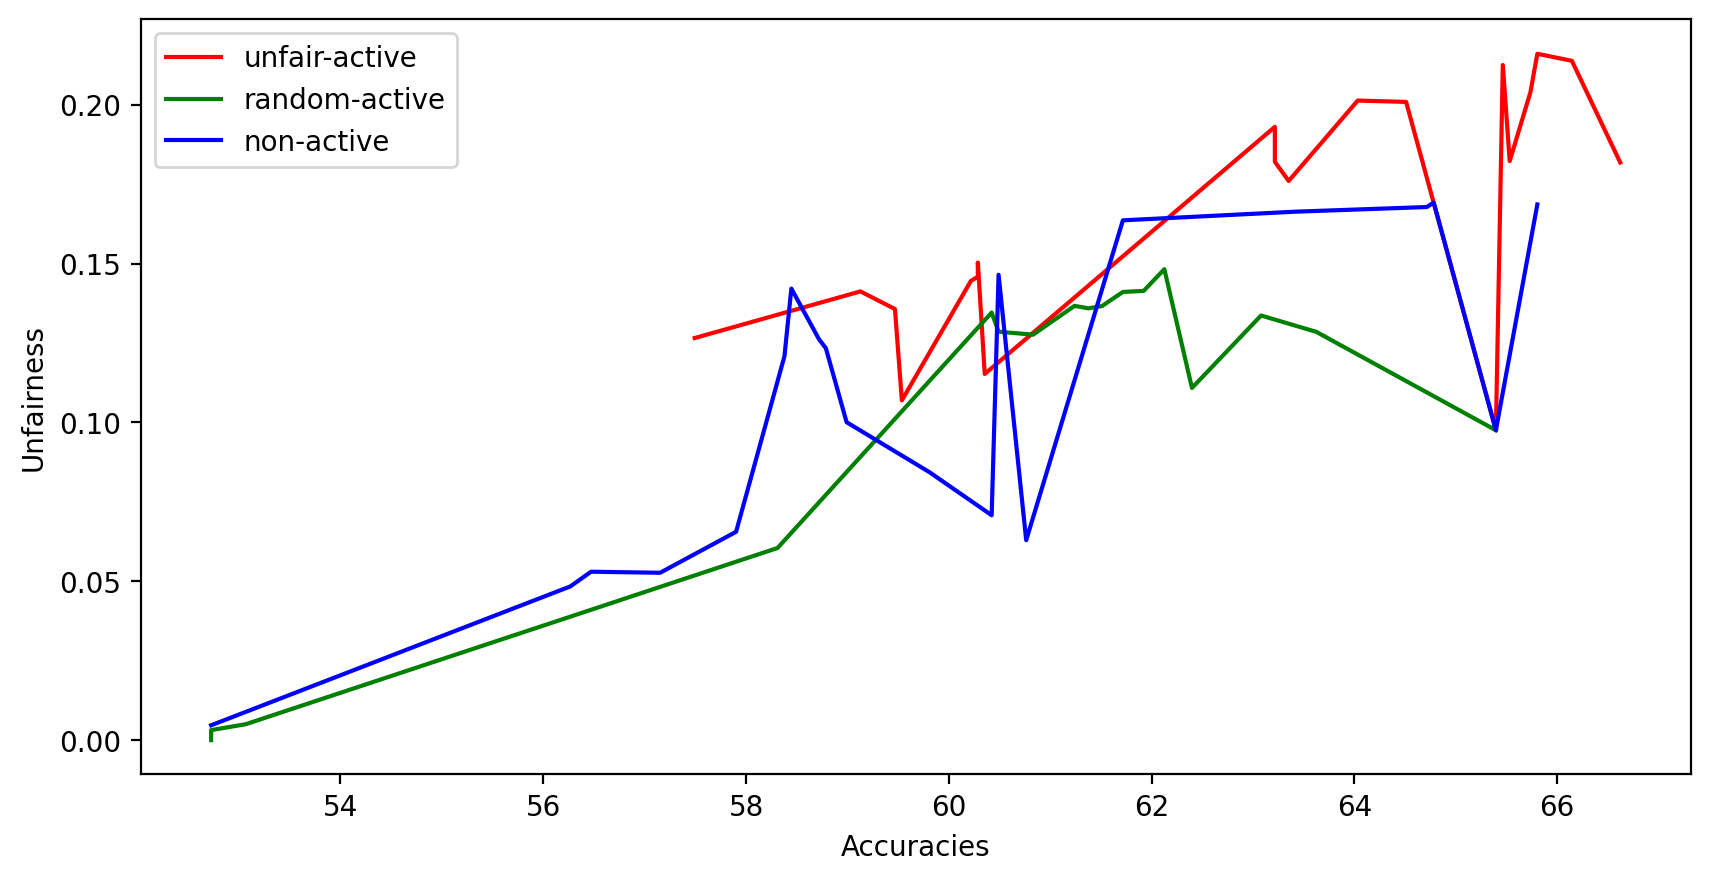 unfair-active
random-active
non-active
0.20
0.15
0.10
0.05
0.00
Unfairness
54 56 58 60 62 64 66
Accuracies